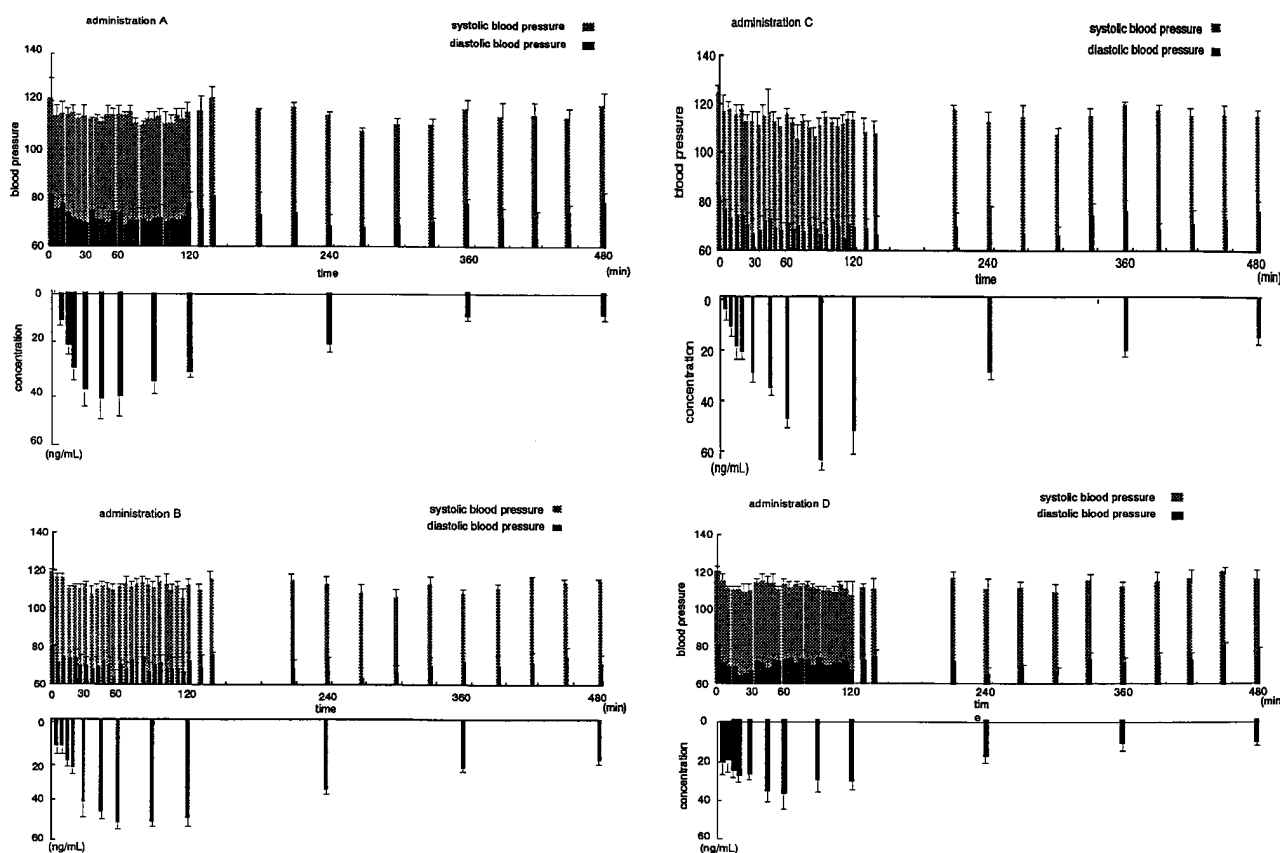 administration A
systolic blood pressure
diastolic blood pressure
140
120
100
80
60
blood pressure
0 30 60 120 240 360 480
time (min)
0
20
40
60
concentration
(ng/mL)
administration C
systolic blood pressure
diastolic blood pressure
140
120
100
80
60
blood pressure
0 30 60 120 240 360 480
time (min)
0
20
40
60
concentration
(ng/mL)
administration B
systolic blood pressure
diastolic blood pressure
140
120
100
80
60
blood pressure
0 30 60 120 240 360 480
time (min)
0
20
40
60
concentration
(ng/mL)
administration D
systolic blood pressure
diastolic blood pressure
140
120
100
80
60
blood pressure
0 30 60 120 240 360 480
tim (min)
e
0
20
40
60
concentration
(ng/mL)